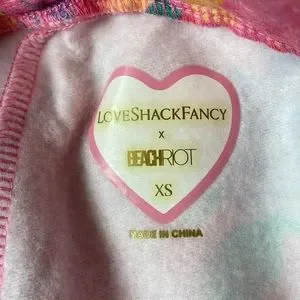 LOVESHACKFANCY
x
BEACHRIOT
XS
MADE IN CHINA